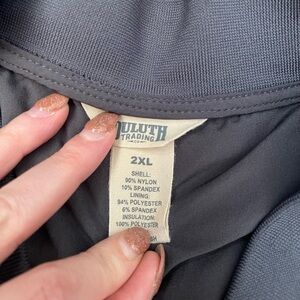 DULUTH
TRADING
2XL
SHELL:
90% NYLON
10% SPANDEX
LINING:
94% POLYESTER
6% SPANDEX
INSULATION:
100% POLYESTER